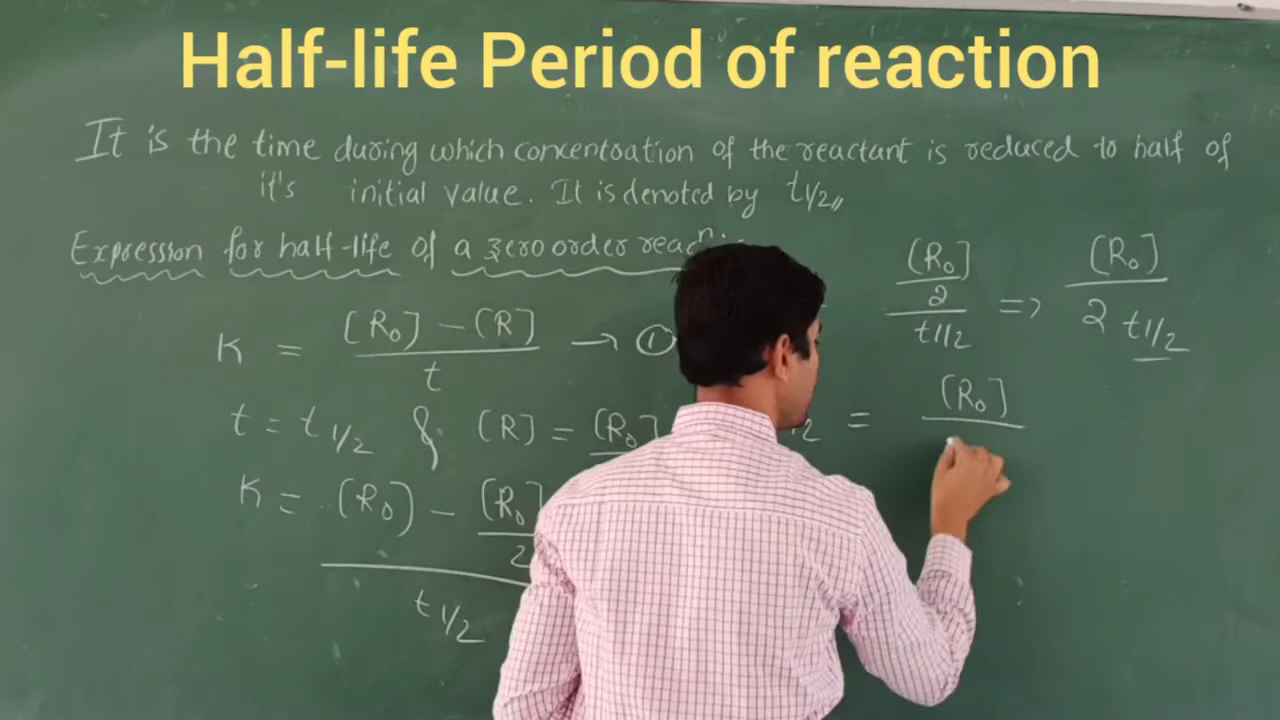 Half-life Period of reaction
It is the time during which concentration of the reactant is reduced to half of
it's initial value. It is denoted by t1/2,,
Expression for half-life of a zero order reacn
K = [R₀] - (R] / t → ①
t = t1/2 & (R) = (R₀]
K = (R₀) - (R₀ / 2
t1/2
(R₀] / 2 / t1/2 => (R₀) / 2 t1/2
= (R₀]